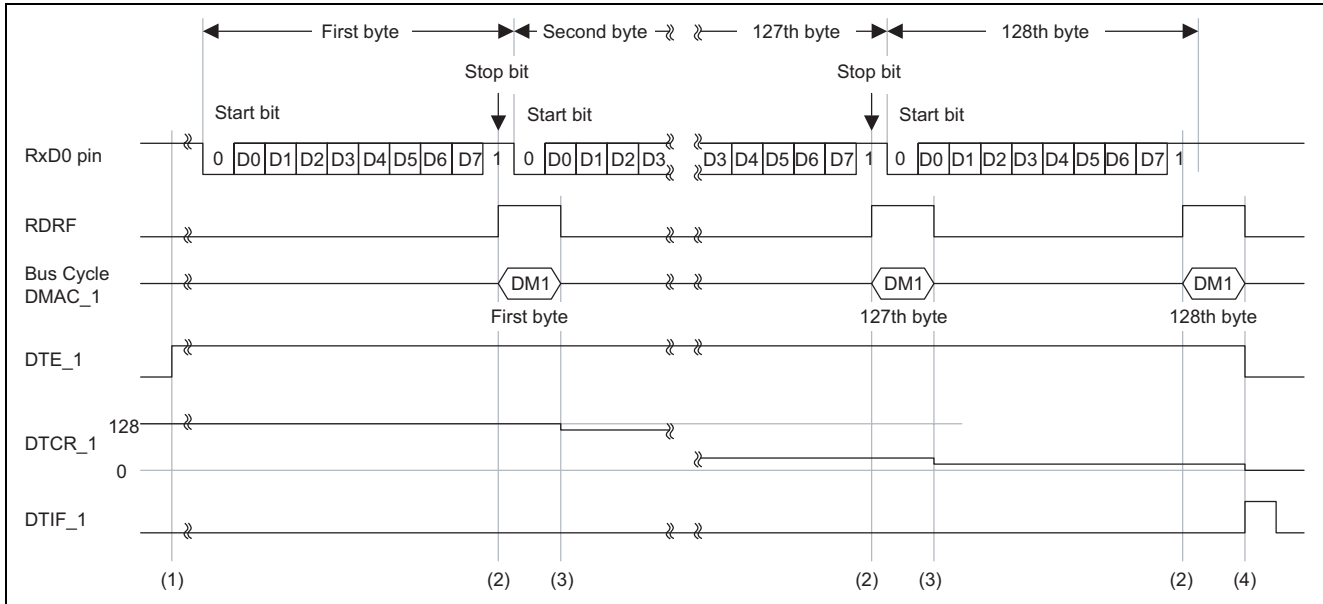 First byte Second byte 127th byte 128th byte
Stop bit Stop bit
Start bit Start bit Start bit
RxD0 pin 0 D0 D1 D2 D3 D4 D5 D6 D7 1 0 D0 D1 D2 D3 D3 D4 D5 D6 D7 1 0 D0 D1 D2 D3 D4 D5 D6 D7 1
RDRF
Bus Cycle
DMAC_1 DM1 DM1 DM1
First byte 127th byte 128th byte
DTE_1
128
DTCR_1
0
DTIF_1
(1) (2) (3) (2) (3) (2) (4)